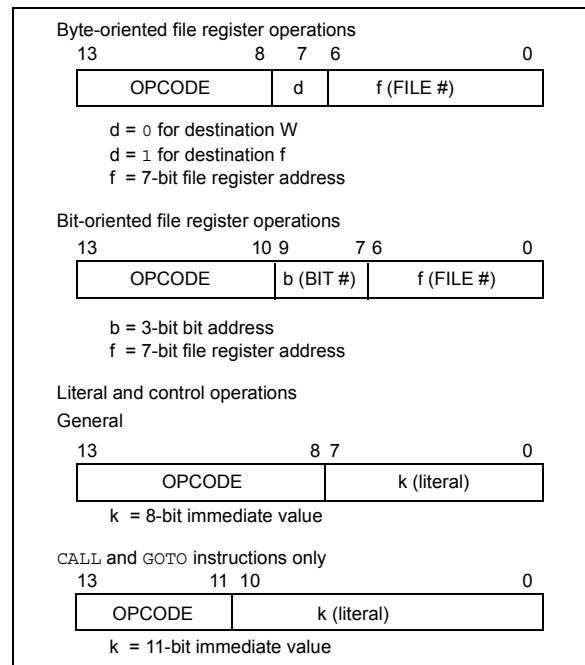 Byte-oriented file register operations
13 8 7 6 0
OPCODE d f (FILE #)
d = 0 for destination W
d = 1 for destination f
f = 7-bit file register address
Bit-oriented file register operations
13 10 9 7 6 0
OPCODE b (BIT #) f (FILE #)
b = 3-bit bit address
f = 7-bit file register address
Literal and control operations
General
13 8 7 0
OPCODE k (literal)
k = 8-bit immediate value
CALL and GOTO instructions only
13 11 10 0
OPCODE k (literal)
k = 11-bit immediate value